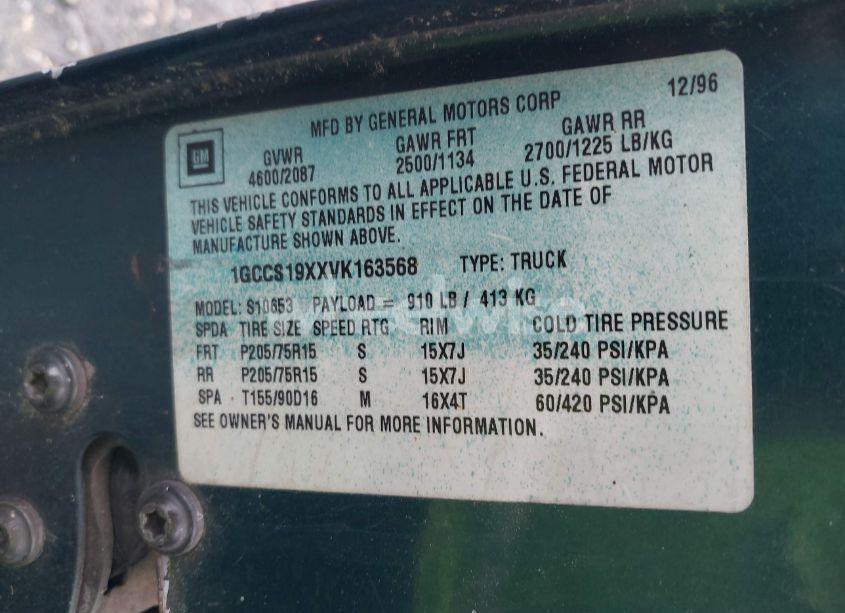 12/96
MFD BY GENERAL MOTORS CORP
GM
GVWR GAWR FRT GAWR RR
4600/2087 2500/1134 2700/1225 LB/KG
THIS VEHICLE CONFORMS TO ALL APPLICABLE U.S. FEDERAL MOTOR
VEHICLE SAFETY STANDARDS IN EFFECT ON THE DATE OF
MANUFACTURE SHOWN ABOVE.
1GCCS19XXVK163568 TYPE: TRUCK
MODEL: S10653 PAYLOAD = 910 LB / 413 KG
SPDA TIRE SIZE SPEED RTG RIM COLD TIRE PRESSURE
FRT P205/75R15 S 15X7J 35/240 PSI/KPA
RR P205/75R15 S 15X7J 35/240 PSI/KPA
SPA T155/90D16 M 16X4T 60/420 PSI/KPA
SEE OWNER'S MANUAL FOR MORE INFORMATION.